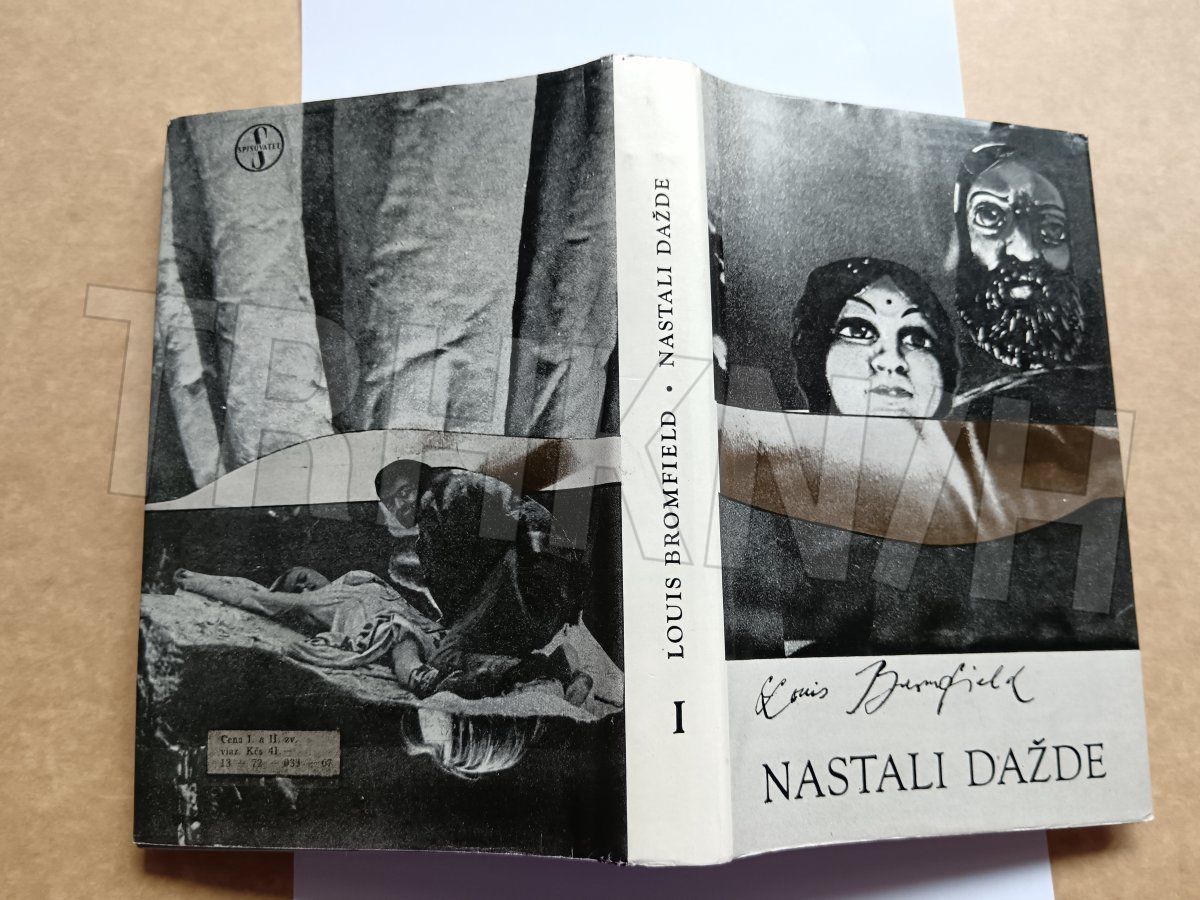 SPISOVATEĽ
S
Cena I. a II. zv.
viaz. Kčs 41.—
13 — 72 — 033 — 67
LOUIS BROMFIELD · NASTALI DAŽDE
I
Louis Bromfield
NASTALI DAŽDE
TREKNIH